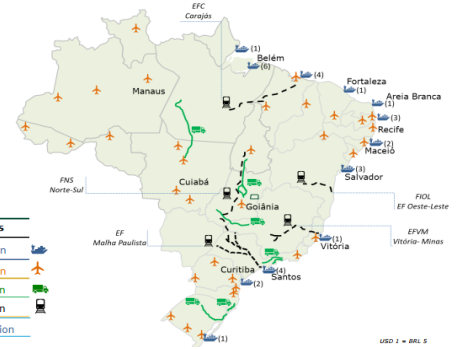 EFC
Carajás
(1)
Belém
(6)
(4)
Fortaleza
(1)
Manaus
Areia Branca
(1)
(3)
Recife
(2)
Maceió
(3)
Salvador
FNS
Norte-Sul
Cuiabá
Goiânia
FIOL
EF Oeste-Leste
EF
Malha Paulista
EFVM
Vitória- Minas
(1)
Vitória
Curitiba
(4)
Santos
(2)
(1)
s
n
n
n
n
ion
USD 1 = BRL 5